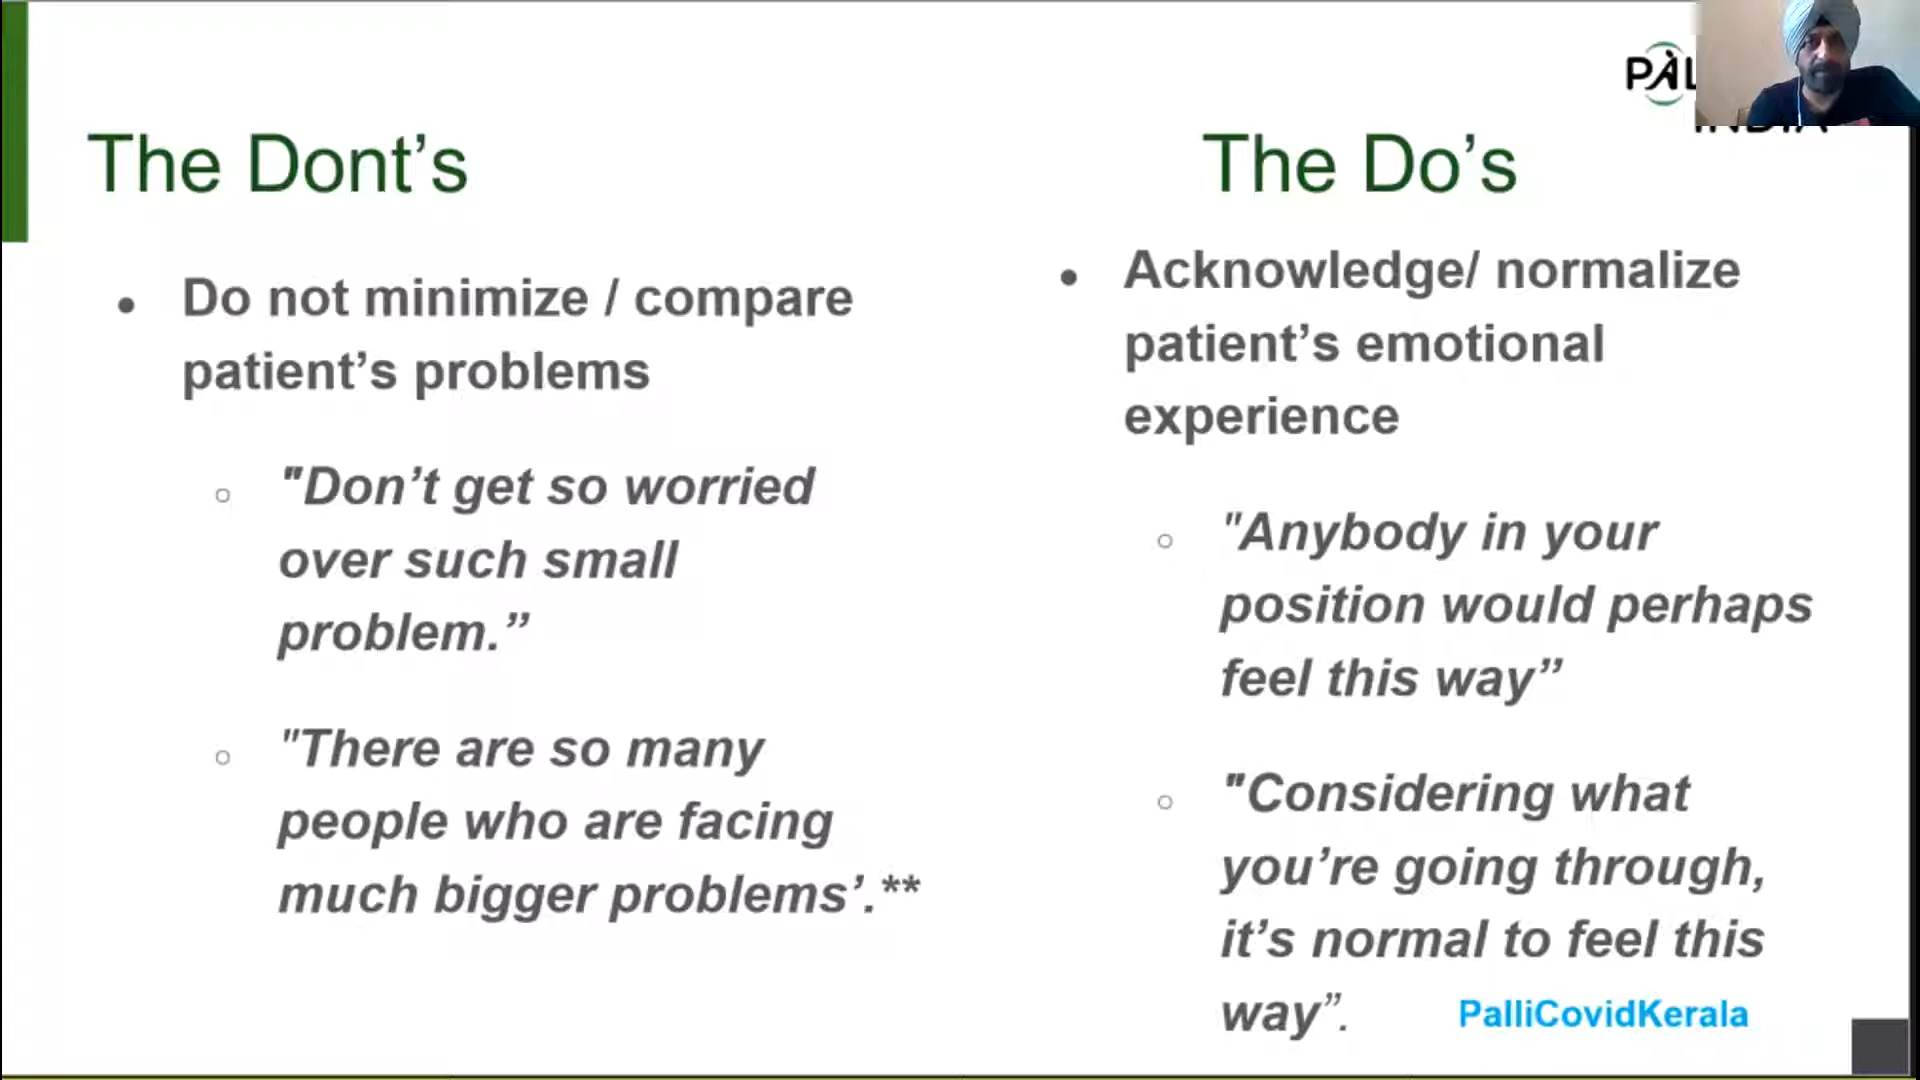 The Dont’s
Do not minimize / compare
patient’s problems
"Don’t get so worried
over such small
problem.”
"There are so many
people who are facing
much bigger problems’.**
The Do’s
Acknowledge/ normalize
patient’s emotional
experience
"Anybody in your
position would perhaps
feel this way”
"Considering what
you’re going through,
it’s normal to feel this
way”.
PalliCovidKerala